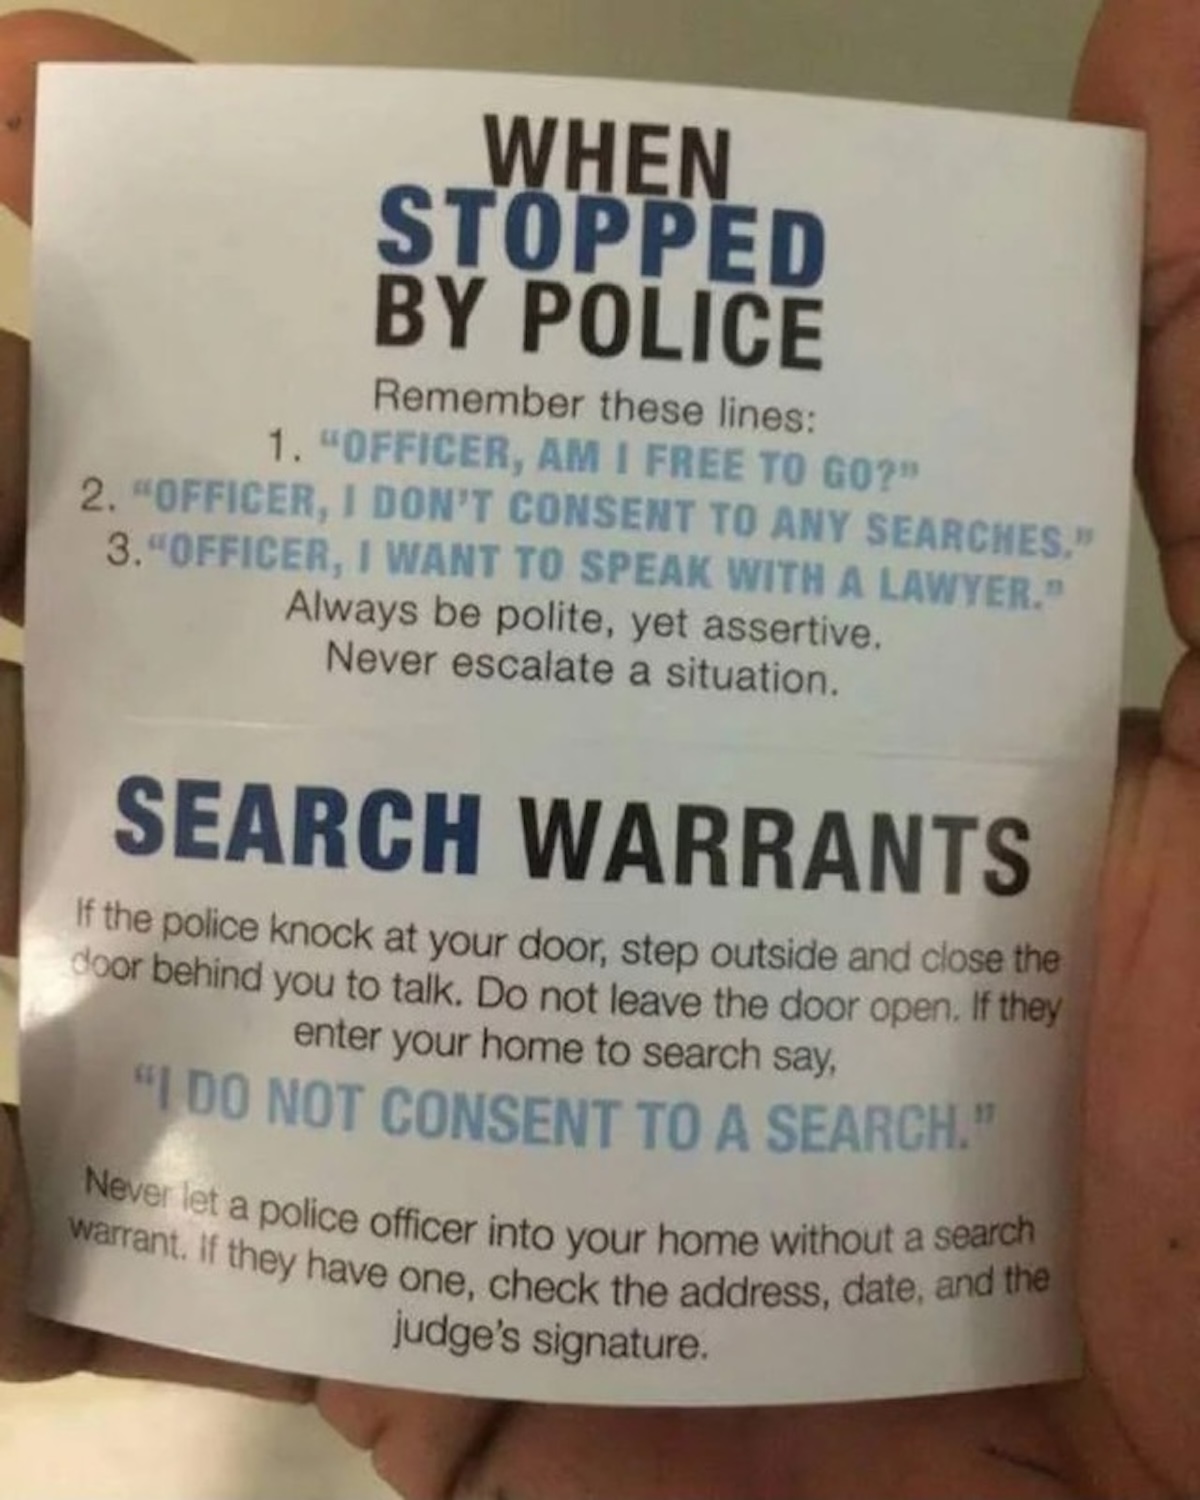 WHEN
STOPPED
BY POLICE
Remember these lines:
1. “OFFICER, AM I FREE TO GO?”
2. “OFFICER, I DON'T CONSENT TO ANY SEARCHES.”
3. “OFFICER, I WANT TO SPEAK WITH A LAWYER.”
Always be polite, yet assertive.
Never escalate a situation.
SEARCH WARRANTS
If the police knock at your door, step outside and close the
door behind you to talk. Do not leave the door open. If they
enter your home to search say,
“I DO NOT CONSENT TO A SEARCH.”
Never let a police officer into your home without a search
warrant. If they have one, check the address, date, and the
judge's signature.